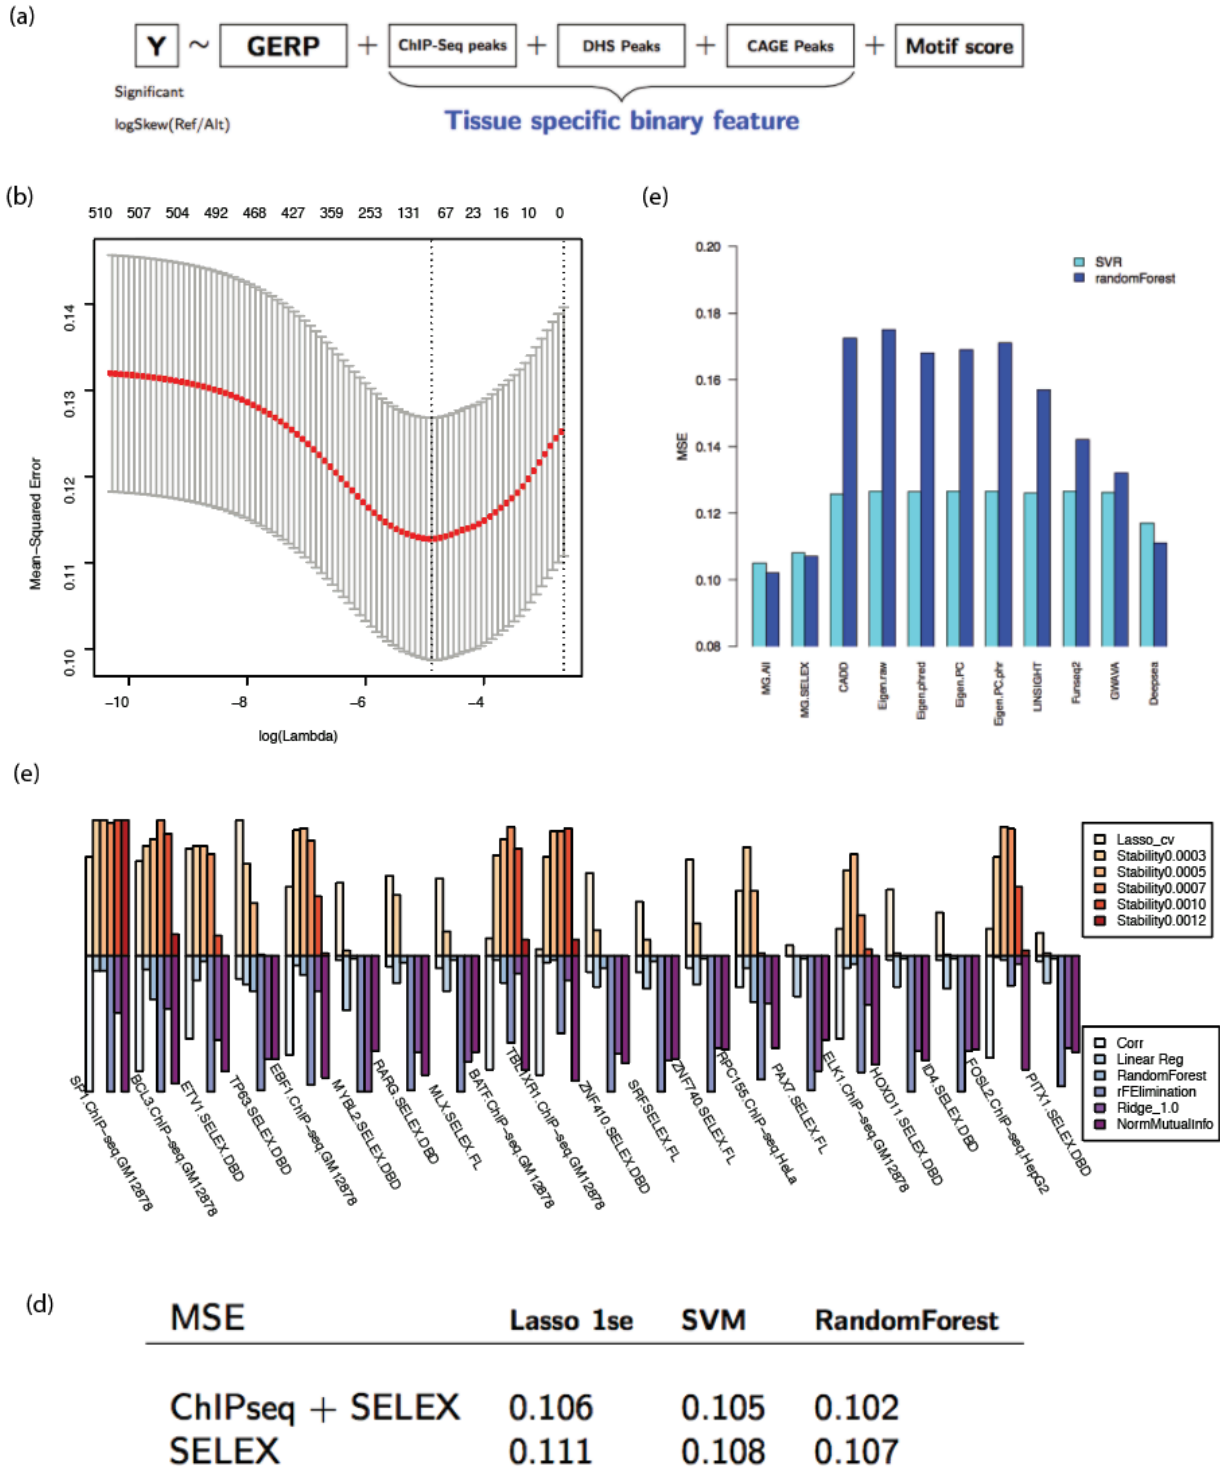 (a)
Y ~ GERP + ChIP-Seq peaks + DHS Peaks + CAGE Peaks + Motif score
Significant
logSkew(Ref/Alt)
Tissue specific binary feature
(b)
510 507 504 492 468 427 359 253 131 67 23 16 10 0
Mean-Squared Error
0.14
0.13
0.12
0.11
0.10
-10 -8 -6 -4
log(Lambda)
(e)
0.20
0.18
0.16
0.14
0.12
0.10
0.08
MSE
SVR
randomForest
MG.All
MG.SELEX
CADD
Eigen.raw
Eigen.phred
Eigen.PC
Eigen.PC.phr
LINSIGHT
Funseq2
GWAVA
Deepsea
(e)
Lasso_cv
Stability0.0003
Stability0.0005
Stability0.0007
Stability0.0010
Stability0.0012
Corr
Linear Reg
RandomForest
rFElimination
Ridge_1.0
NormMutualInfo
SP1.ChIP-seq.GM12878
BCL3.ChIP-seq.GM12878
ETV1.SELEX.DBD
TP63.SELEX.DBD
EBF1.ChIP-seq.GM12878
MYBL2.SELEX.DBD
RARG.SELEX.DBD
MLX.SELEX.FL
BATF.ChIP-seq.GM12878
TBL1XR1.ChIP-seq.GM12878
ZNF410.SELEX.DBD
SRF.SELEX.FL
ZNF740.SELEX.FL
RPC155.ChIP-seq.HeLa
PAX7.SELEX.FL
ELK1.ChIP-seq.GM12878
HOXD11.SELEX.DBD
ID4.SELEX.DBD
FOSL2.ChIP-seq.HepG2
PITX1.SELEX.DBD
(d)
MSE Lasso 1se SVM RandomForest
ChIPseq + SELEX 0.106 0.105 0.102
SELEX 0.111 0.108 0.107